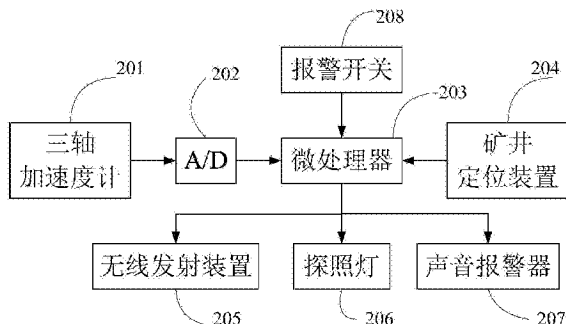 208
201
202
报警开关
203
204
三轴
加速度计
A/D
微处理器
矿井
定位装置
无线发射装置
探照灯
声音报警器
205
206
207